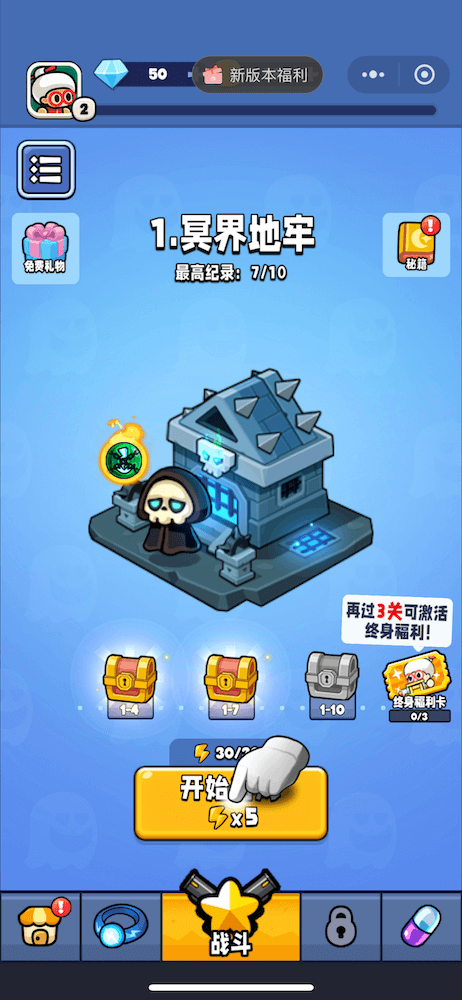 50
新版本福利
2
1.冥界地牢
最高纪录：7/10
免费礼物
秘籍
再过3关可激活
终身福利！
1-4
1-7
1-10
终身福利卡
0/3
30/
开始
x5
战斗